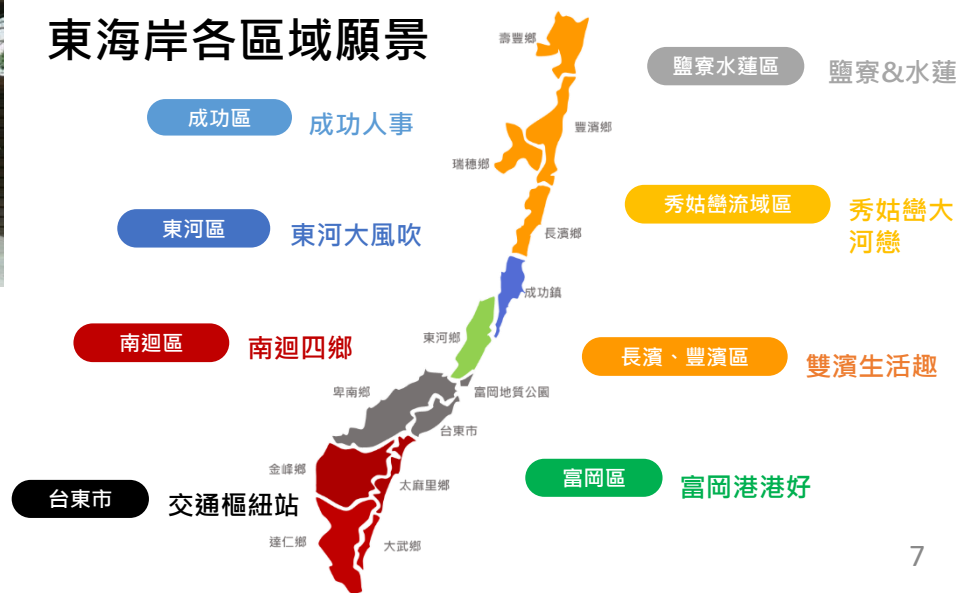 東海岸各區域願景
成功區
成功人事
東河區
東河大風吹
南迴區
南迴四鄉
台東市
交通樞紐站
壽豐鄉
豐濱鄉
瑞穗鄉
長濱鄉
成功鎮
東河鄉
卑南鄉
富岡地質公園
台東市
金峰鄉
太麻里鄉
達仁鄉
大武鄉
鹽寮水蓮區
鹽寮&水蓮
秀姑巒流域區
秀姑巒大
河戀
長濱、豐濱區
雙濱生活趣
富岡區
富岡港港好
7